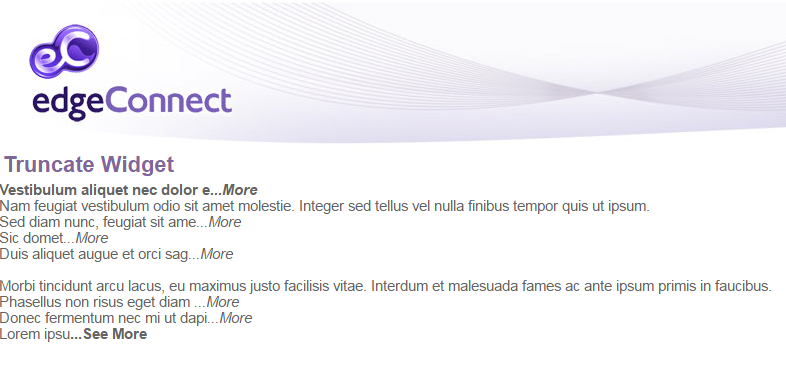 eC
edgeConnect
Truncate Widget
Vestibulum aliquet nec dolor e...More
Nam feugiat vestibulum odio sit amet molestie. Integer sed tellus vel nulla finibus tempor quis ut ipsum.
Sed diam nunc, feugiat sit ame...More
Sic domet...More
Duis aliquet augue et orci sag...More
Morbi tincidunt arcu lacus, eu maximus justo facilisis vitae. Interdum et malesuada fames ac ante ipsum primis in faucibus.
Phasellus non risus eget diam ...More
Donec fermentum nec mi ut dapi...More
Lorem ipsu...See More